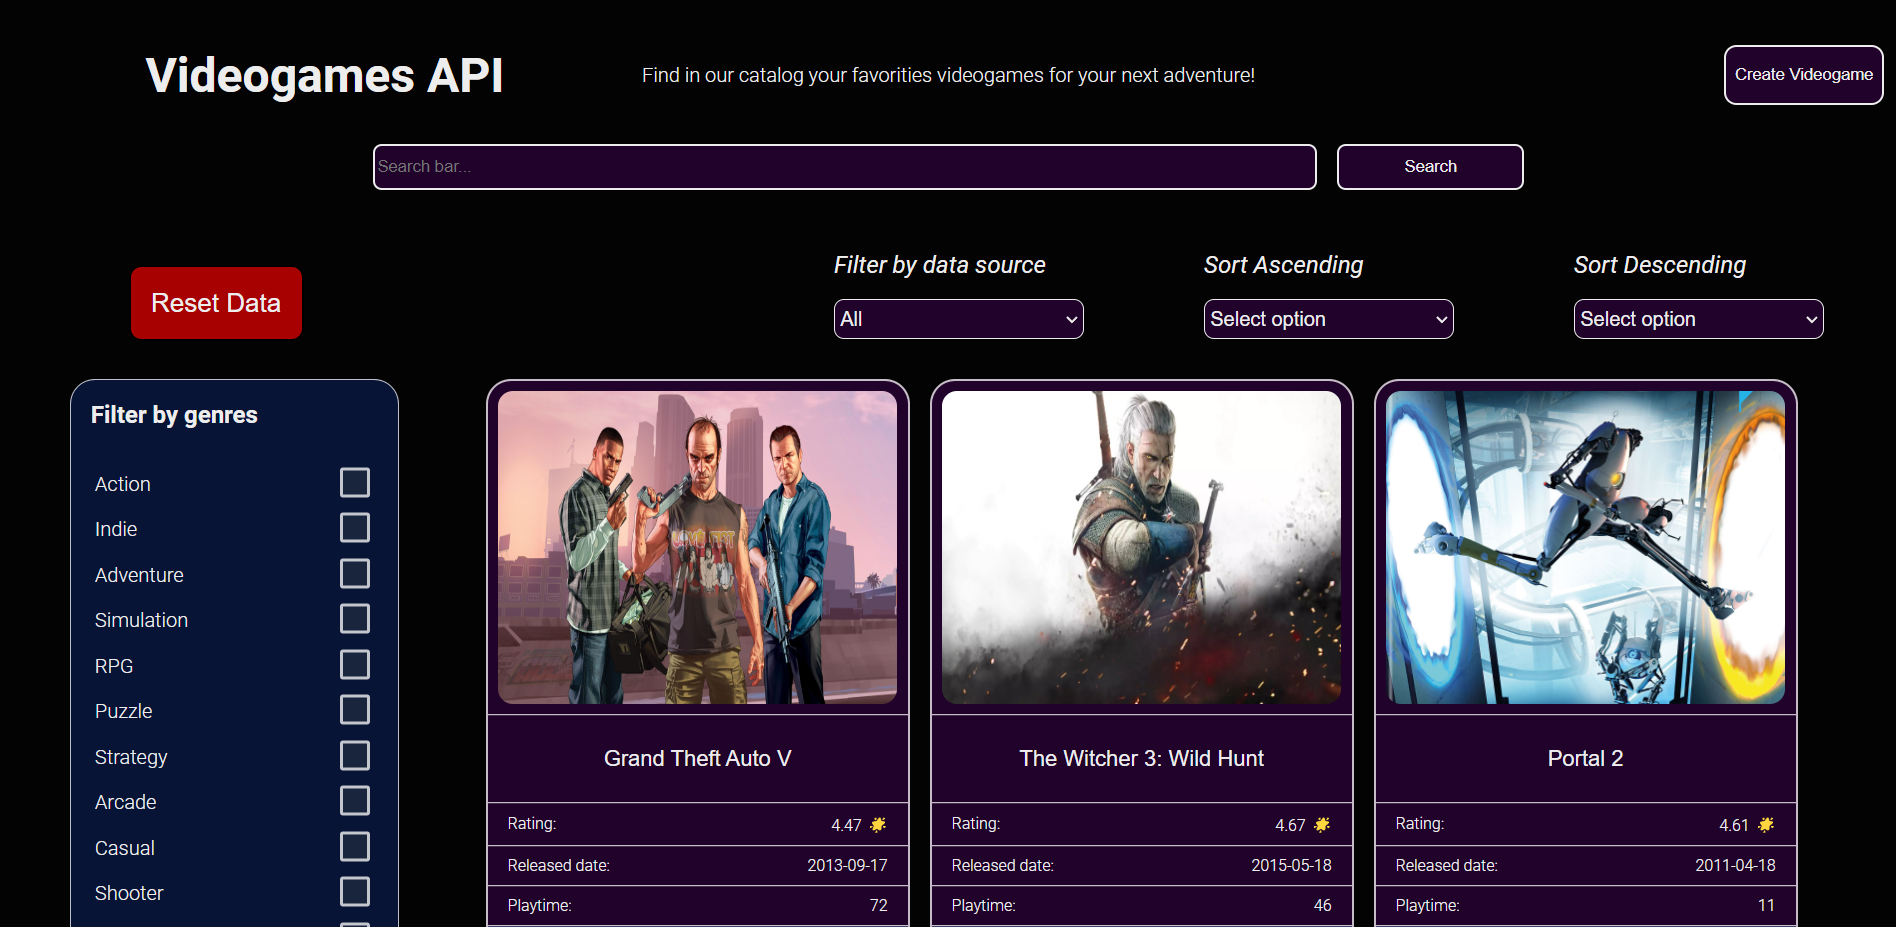 Videogames API
Find in our catalog your favorities videogames for your next adventure!
Create Videogame
Search bar...
Search
Reset Data
Filter by data source
All
Sort Ascending
Select option
Sort Descending
Select option
Filter by genres
Action
Indie
Adventure
Simulation
RPG
Puzzle
Strategy
Arcade
Casual
Shooter
Grand Theft Auto V
Rating: 4.47
Released date: 2013-09-17
Playtime: 72
The Witcher 3: Wild Hunt
Rating: 4.67
Released date: 2015-05-18
Playtime: 46
Portal 2
Rating: 4.61
Released date: 2011-04-18
Playtime: 11